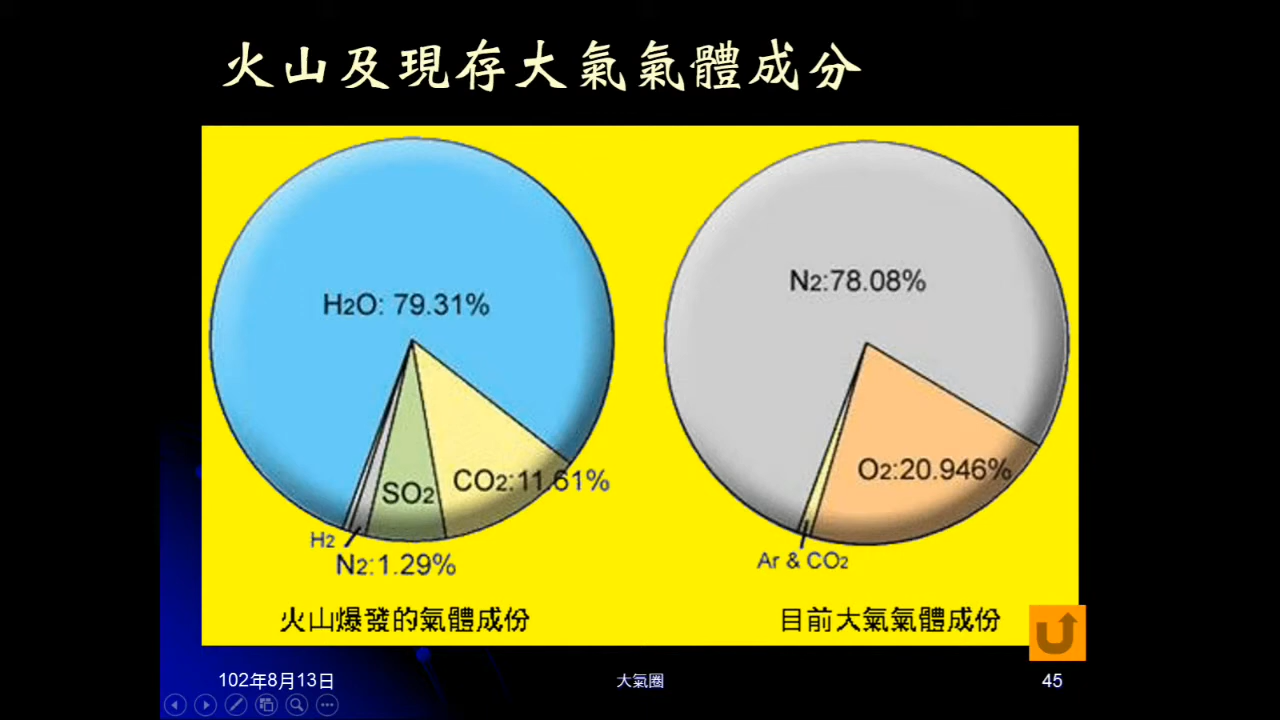 火山及現存大氣氣體成分
H2O: 79.31%
CO2:11.61%
SO2
H2
N2:1.29%
火山爆發的氣體成份
N2:78.08%
O2:20.946%
Ar & CO2
目前大氣氣體成份
102年8月13日
大氣圈
45